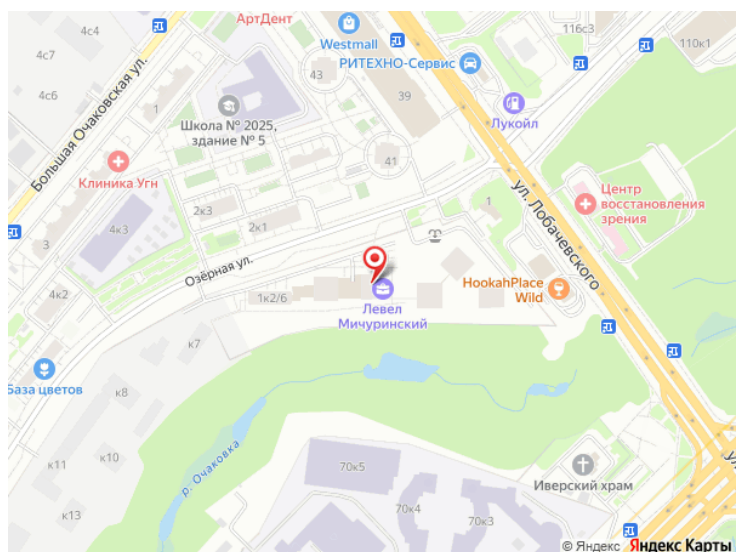 4с4
АртДент
Westmall
116с3
110к1
4с6
43
РИТЕХНО-Сервис
39
Большая Очаковская ул.
1
Школа № 2025,
здание № 5
Лукойл
41
Клиника Угн
ул. Лобачевского
Центр
восстановления
зрения
2к3
2к1
1
3
4к3
Озёрная ул.
HookahPlace
Wild
4к2
1к2/6
Левел
Мичуринский
к7
База цветов
к8
р. Очаковка
к10
к11
70к5
Иверский храм
к13
70к4
70к3
© Яндекс Яндекс Карты